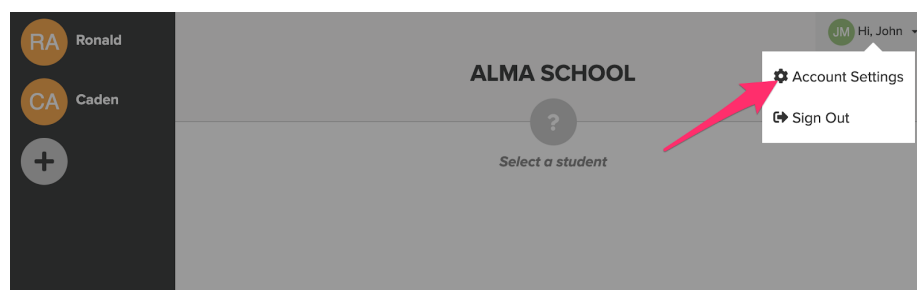 RA Ronald
CA Caden
JM Hi, John
ALMA SCHOOL
?
Select a student
Account Settings
Sign Out